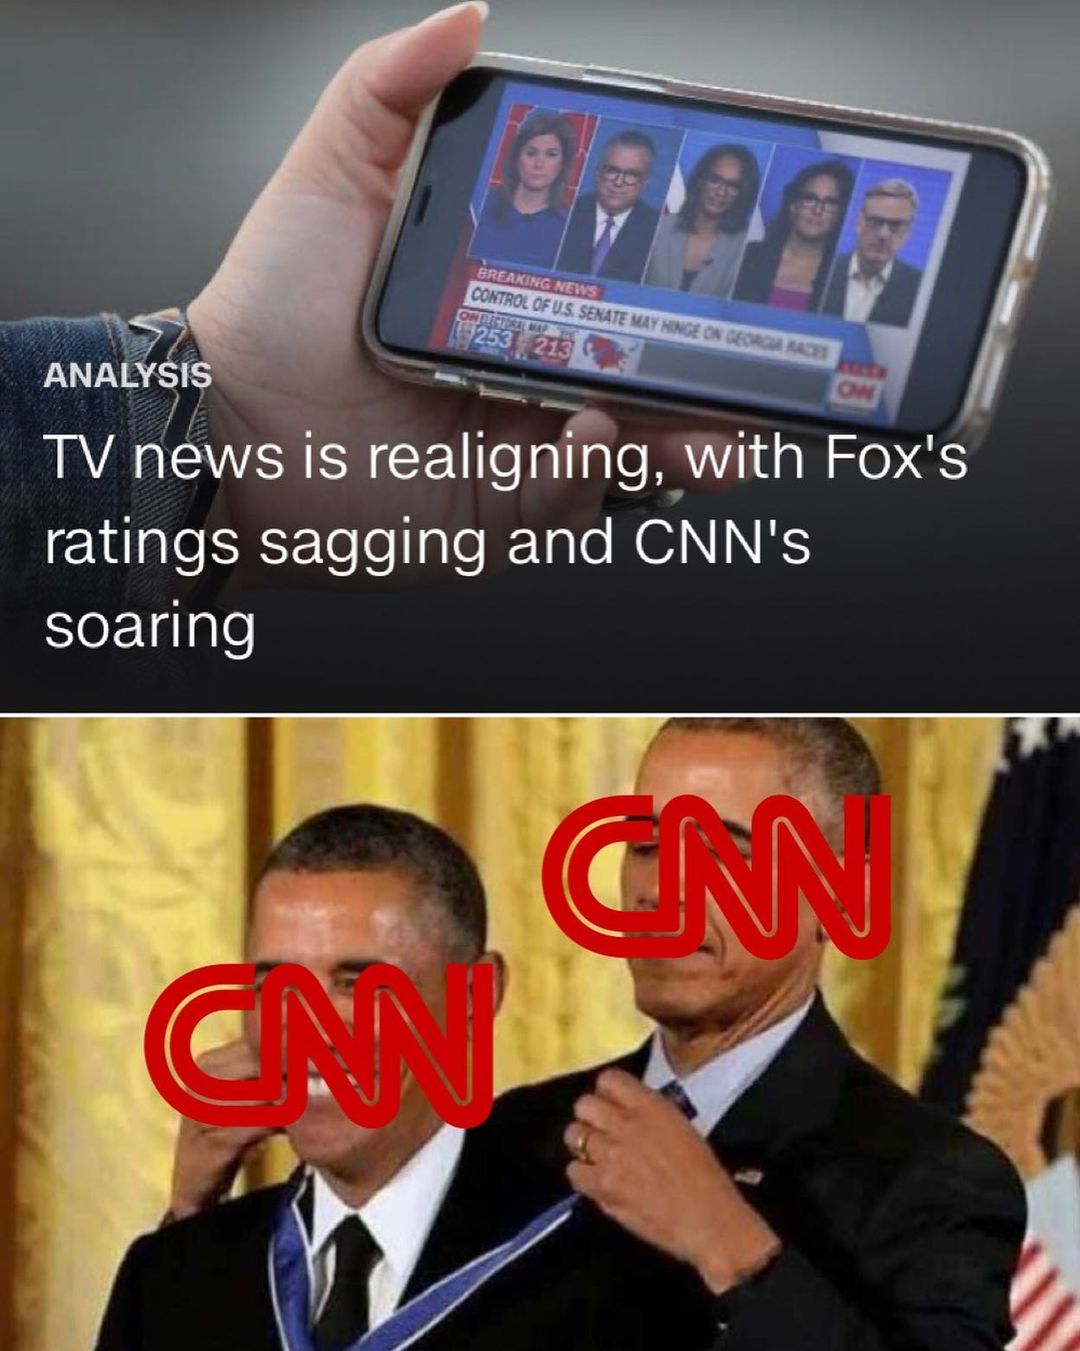 BREAKING NEWS
CONTROL OF U.S. SENATE MAY HINGE ON GEORGIA RACES
CNN ELECTORAL MAP
253 213
CNN
ANALYSIS
TV news is realigning, with Fox's
ratings sagging and CNN's
soaring
CNN
CNN